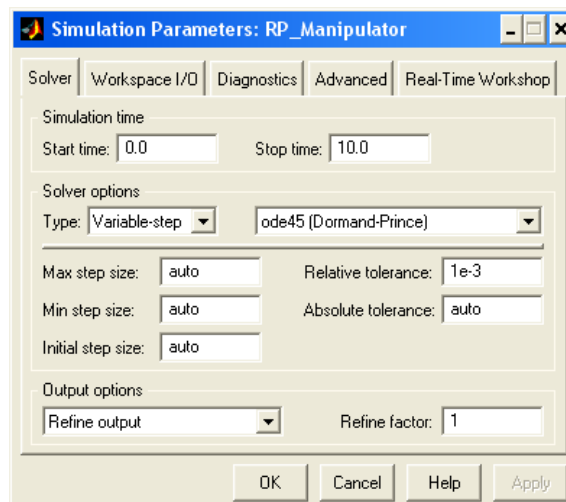 Simulation Parameters: RP_Manipulator
Solver Workspace I/O Diagnostics Advanced Real-Time Workshop
Simulation time
Start time: 0.0 Stop time: 10.0
Solver options
Type: Variable-step ode45 (Dormand-Prince)
Max step size: auto Relative tolerance: 1e-3
Min step size: auto Absolute tolerance: auto
Initial step size: auto
Output options
Refine output Refine factor: 1
OK Cancel Help Apply